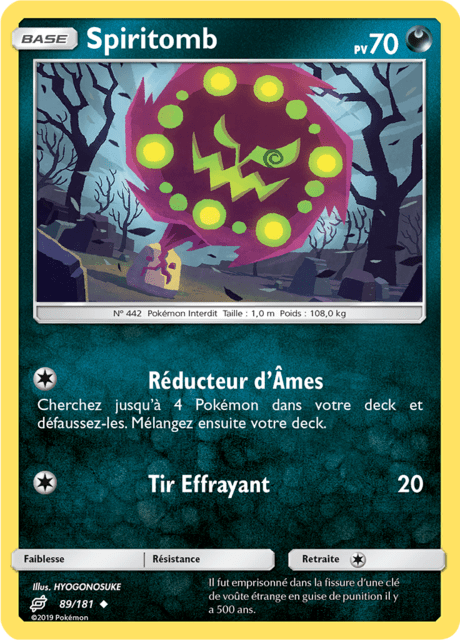 BASE Spiritomb PV70
Nº 442 Pokémon Interdit Taille : 1,0 m Poids : 108,0 kg
Réducteur d'Âmes
Cherchez jusqu'à 4 Pokémon dans votre deck et
défaussez-les. Mélangez ensuite votre deck.
Tir Effrayant 20
Faiblesse Résistance Retraite
Illus. HYOGONOSUKE
89/181
©2019 Pokémon
Il fut emprisonné dans la fissure d'une clé
de voûte étrange en guise de punition il y
a 500 ans.